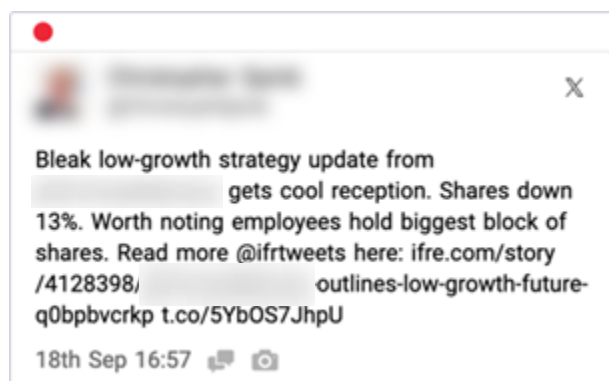 Bleak low-growth strategy update from
gets cool reception. Shares down
13%. Worth noting employees hold biggest block of
shares. Read more @ifrtweets here: ifre.com/story
/4128398/ -outlines-low-growth-future-
q0bpbvcrkp t.co/5YbOS7JhpU
18th Sep 16:57